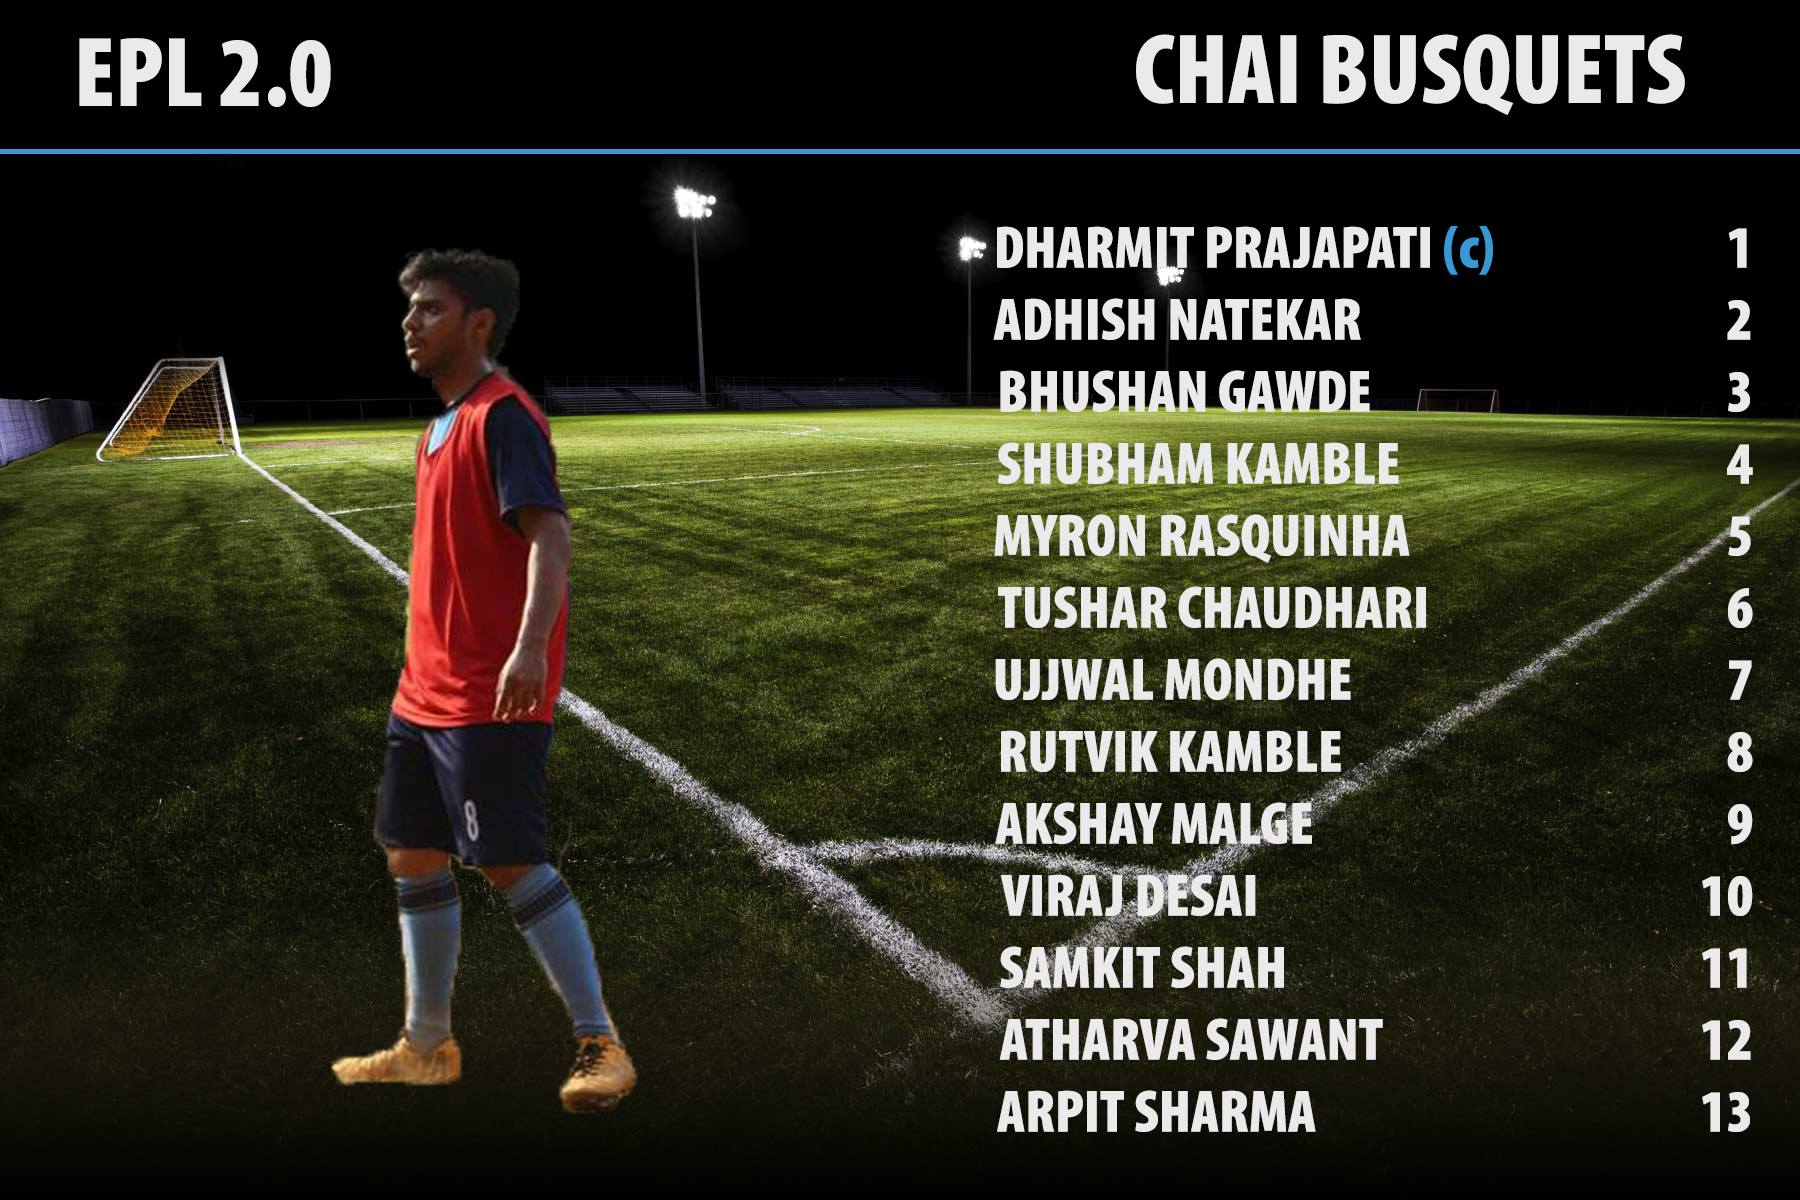 EPL 2.0
CHAI BUSQUETS
DHARMIT PRAJAPATI (c) 1
ADHISH NATEKAR 2
BHUSHAN GAWDE 3
SHUBHAM KAMBLE 4
MYRON RASQUINHA 5
TUSHAR CHAUDHARI 6
UJJWAL MONDHE 7
RUTVIK KAMBLE 8
AKSHAY MALGE 9
VIRAJ DESAI 10
SAMKIT SHAH 11
ATHARVA SAWANT 12
ARPIT SHARMA 13
8